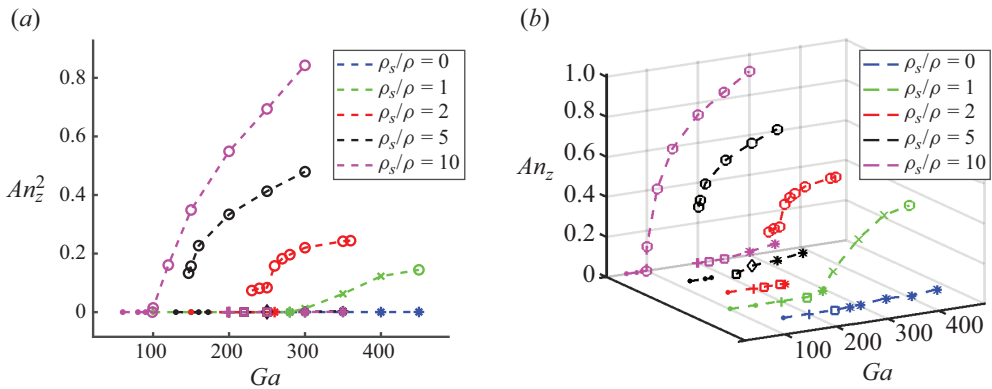 (a)
0.8
0.6
0.4
0.2
0
An_z^2
100 200 300 400
Ga
ρ_s/ρ = 0
ρ_s/ρ = 1
ρ_s/ρ = 2
ρ_s/ρ = 5
ρ_s/ρ = 10
(b)
1.0
0.8
0.6
0.4
0.2
0
An_z
100 200 300 400
Ga
ρ_s/ρ = 0
ρ_s/ρ = 1
ρ_s/ρ = 2
ρ_s/ρ = 5
ρ_s/ρ = 10